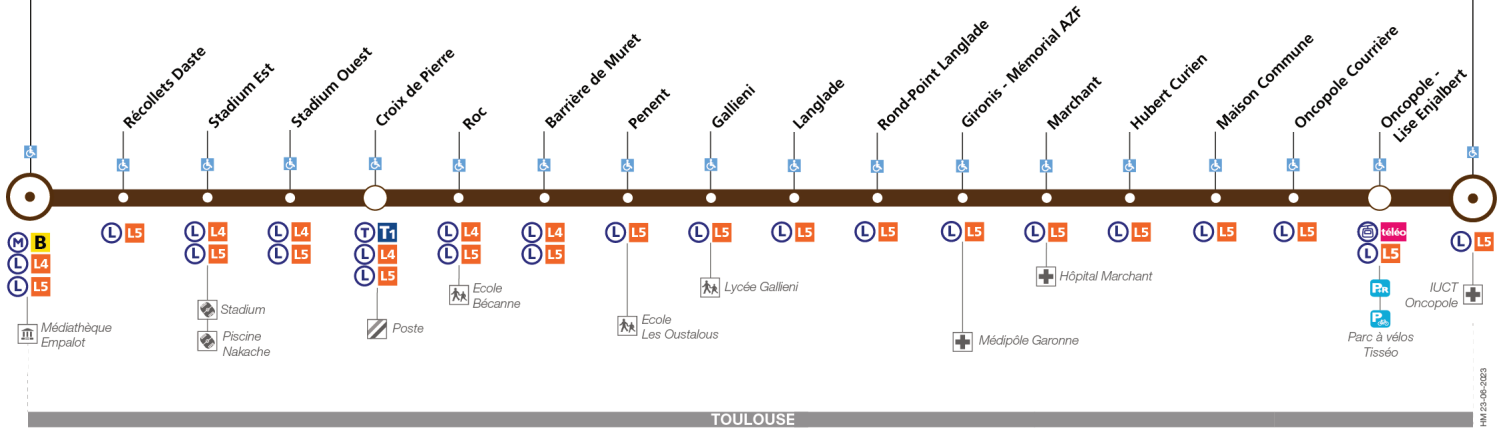 Récollets Daste
Stadium Est
Stadium Ouest
Croix de Pierre
Roc
Barrière de Muret
Penent
Gallieni
Langlade
Rond-Point Langlade
Gironis - Mémorial AZF
Marchant
Hubert Curien
Maison Commune
Oncopole Courrière
Oncopole -
Lise Enjalbert
M B
L L4
L L5
Médiathèque
Empalot
L L5
L L4
L L5
Stadium
Piscine
Nakache
L L4
L L5
T T1
L L4
L L5
Poste
L L4
L L5
Ecole
Bécanne
L L4
L L5
L L5
Ecole
Les Oustalous
L L5
Lycée Gallieni
L L5
L L5
L L5
Médipôle Garonne
L L5
Hôpital Marchant
L L5
L L5
L L5
téléo
L L5
P+R
P
Parc à vélos
Tisséo
L L5
IUCT
Oncopole
TOULOUSE
HM 23-06-2023